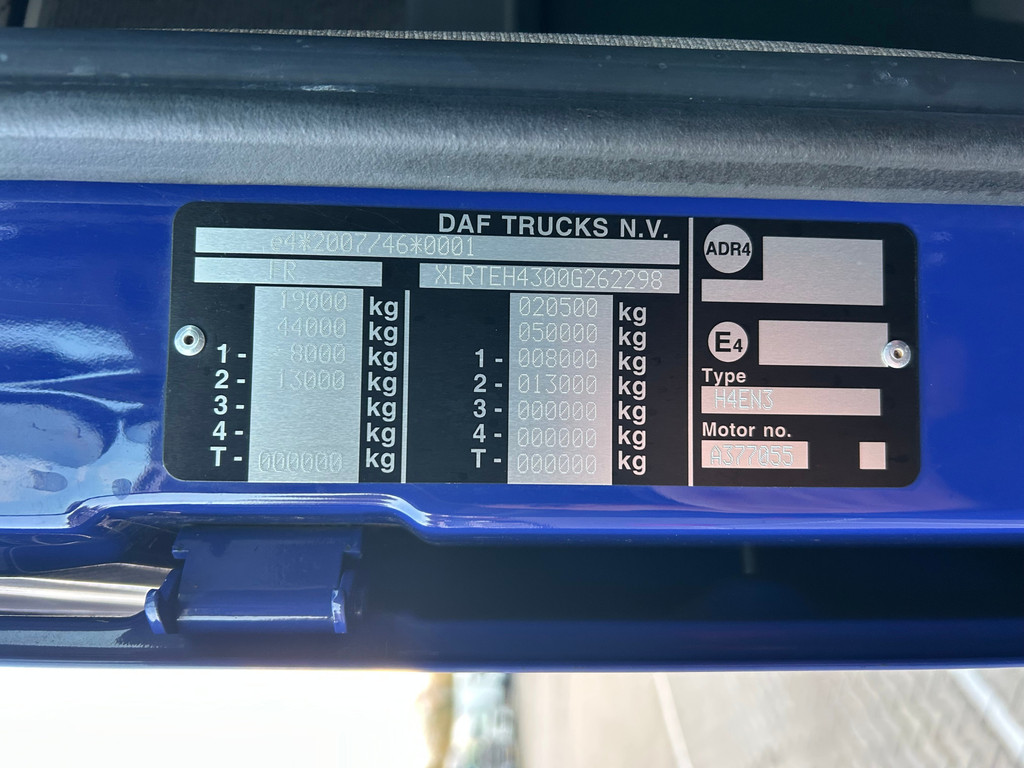 DAF TRUCKS N.V.
e4*2007/46*0001
FR XLRTEH4300G262298
19000 kg 020500 kg
44000 kg 050000 kg
1- 8000 kg 1- 008000 kg
2- 13000 kg 2- 013000 kg
3- kg 3- 000000 kg
4- kg 4- 000000 kg
T- 000000 kg T- 000000 kg
ADR4
E4
Type
H4EN3
Motor no.
A377055